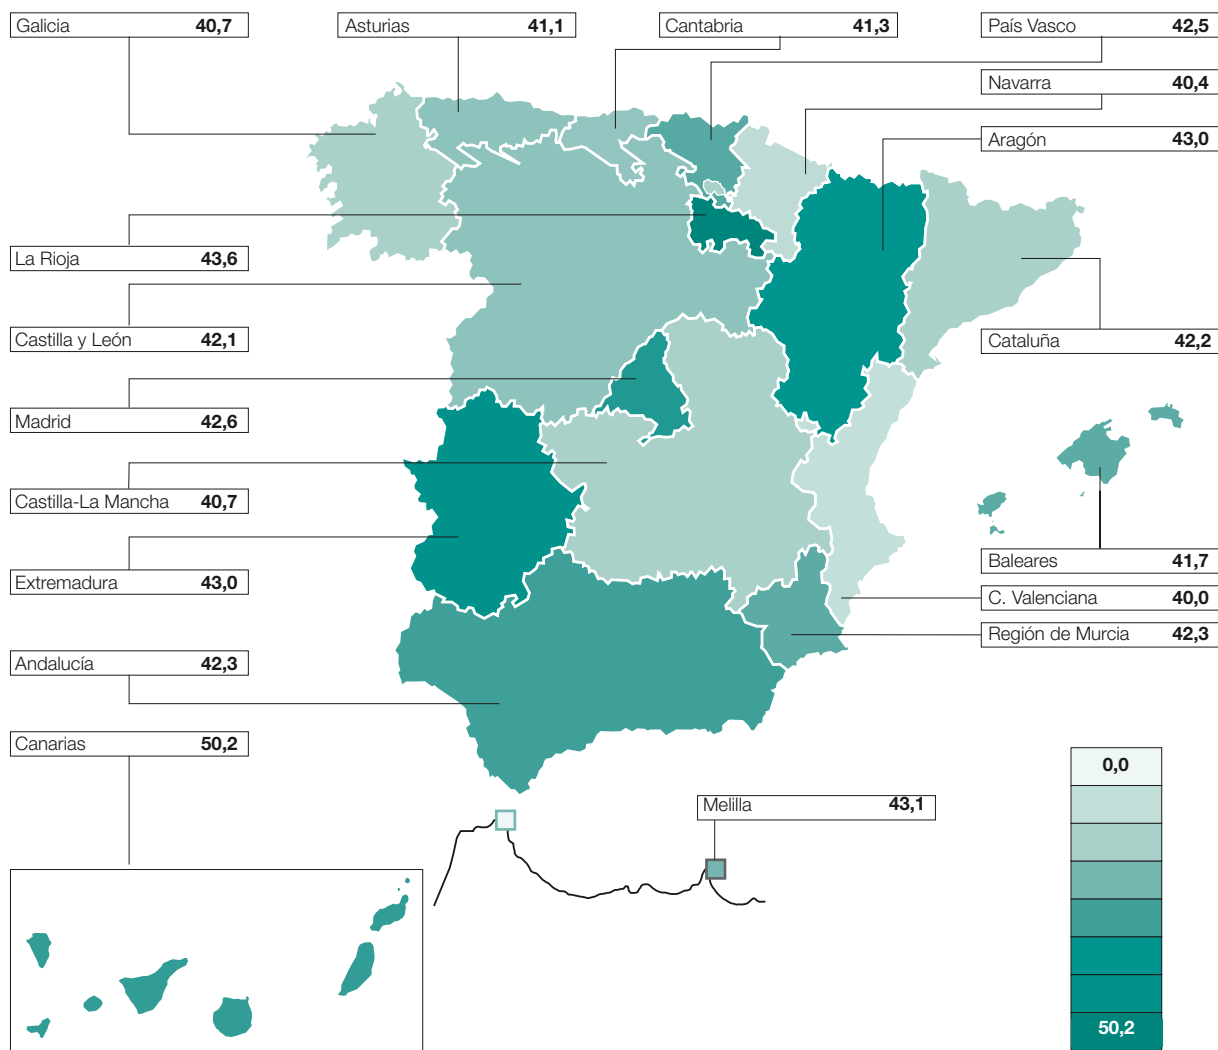 Galicia 40,7
Asturias 41,1
Cantabria 41,3
País Vasco 42,5
Navarra 40,4
Aragón 43,0
La Rioja 43,6
Castilla y León 42,1
Cataluña 42,2
Madrid 42,6
Castilla-La Mancha 40,7
Baleares 41,7
Extremadura 43,0
C. Valenciana 40,0
Región de Murcia 42,3
Andalucía 42,3
Canarias 50,2
Melilla 43,1
0,0
50,2